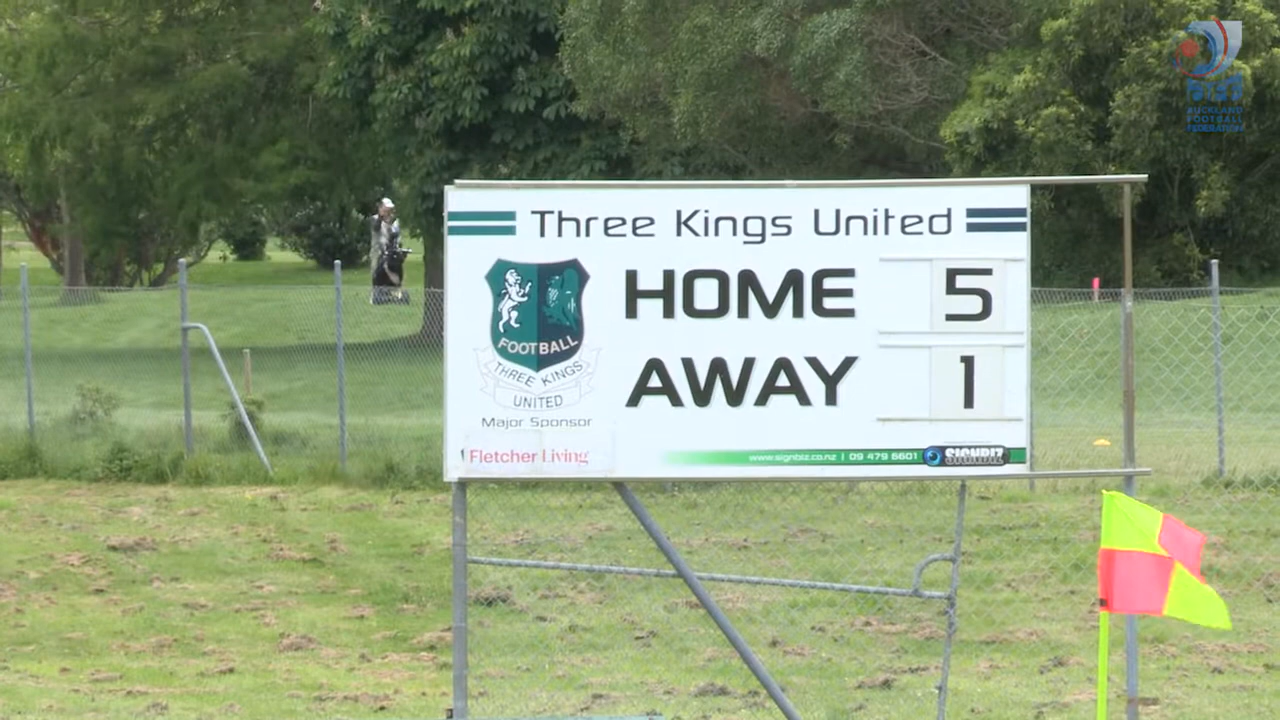 AUCKLAND
FOOTBALL
FEDERATION
Three Kings United
HOME 5
AWAY 1
FOOTBALL
THREE KINGS
UNITED
Major Sponsor
Fletcher Living
www.signbiz.co.nz | 09 479 6601 SIGNBIZ